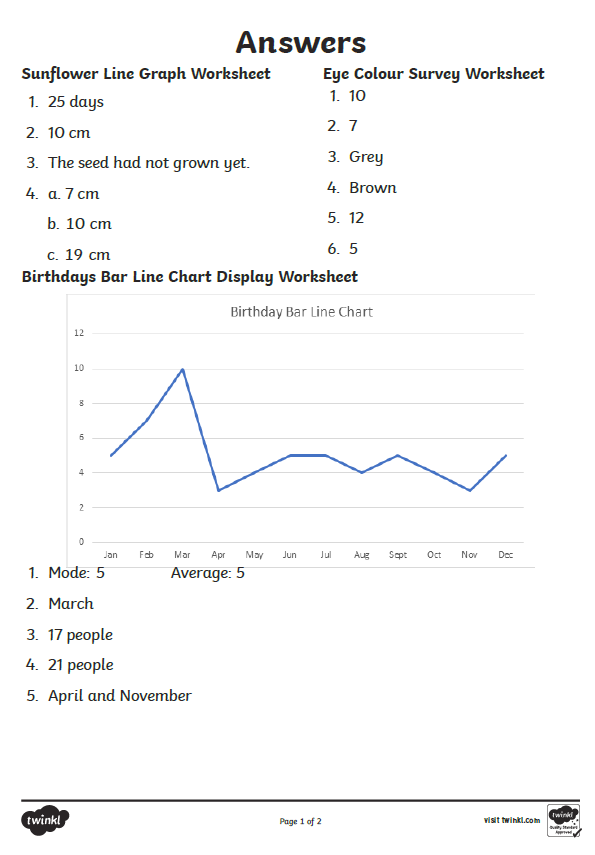 Answers
Sunflower Line Graph Worksheet
1. 25 days
2. 10 cm
3. The seed had not grown yet.
4. a. 7 cm
b. 10 cm
c. 19 cm
Eye Colour Survey Worksheet
1. 10
2. 7
3. Grey
4. Brown
5. 12
6. 5
Birthdays Bar Line Chart Display Worksheet
Birthday Bar Line Chart
12
10
8
6
4
2
0
Jan Feb Mar Apr May Jun Jul Aug Sept Oct Nov Dec
1. Mode: 5 Average: 5
2. March
3. 17 people
4. 21 people
5. April and November
twinkl
Page 1 of 2
visit twinkl.com
twinkl
Quality Standard
Approved